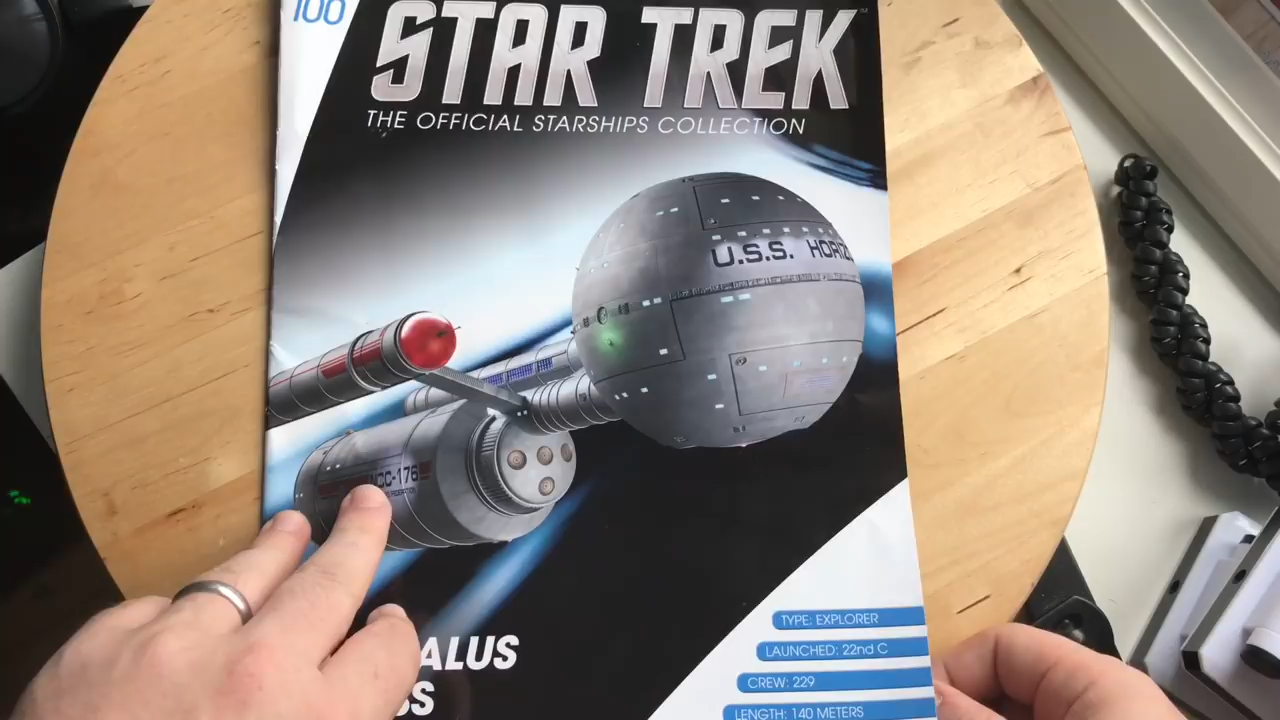 100
STAR TREK
THE OFFICIAL STARSHIPS COLLECTION
U.S.S. HORIZ
NCC-176
ALUS
SS
TYPE: EXPLORER
LAUNCHED: 22nd C
CREW: 229
LENGTH: 140 METERS